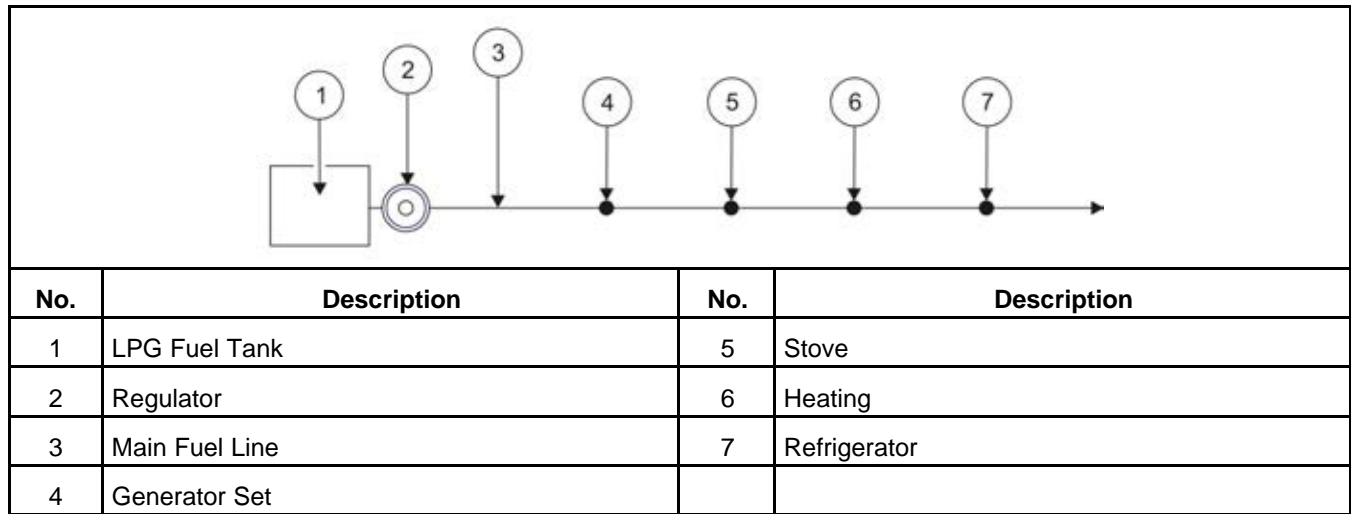 1
2
3
4
5
6
7
No. Description No. Description
1 LPG Fuel Tank 5 Stove
2 Regulator 6 Heating
3 Main Fuel Line 7 Refrigerator
4 Generator Set